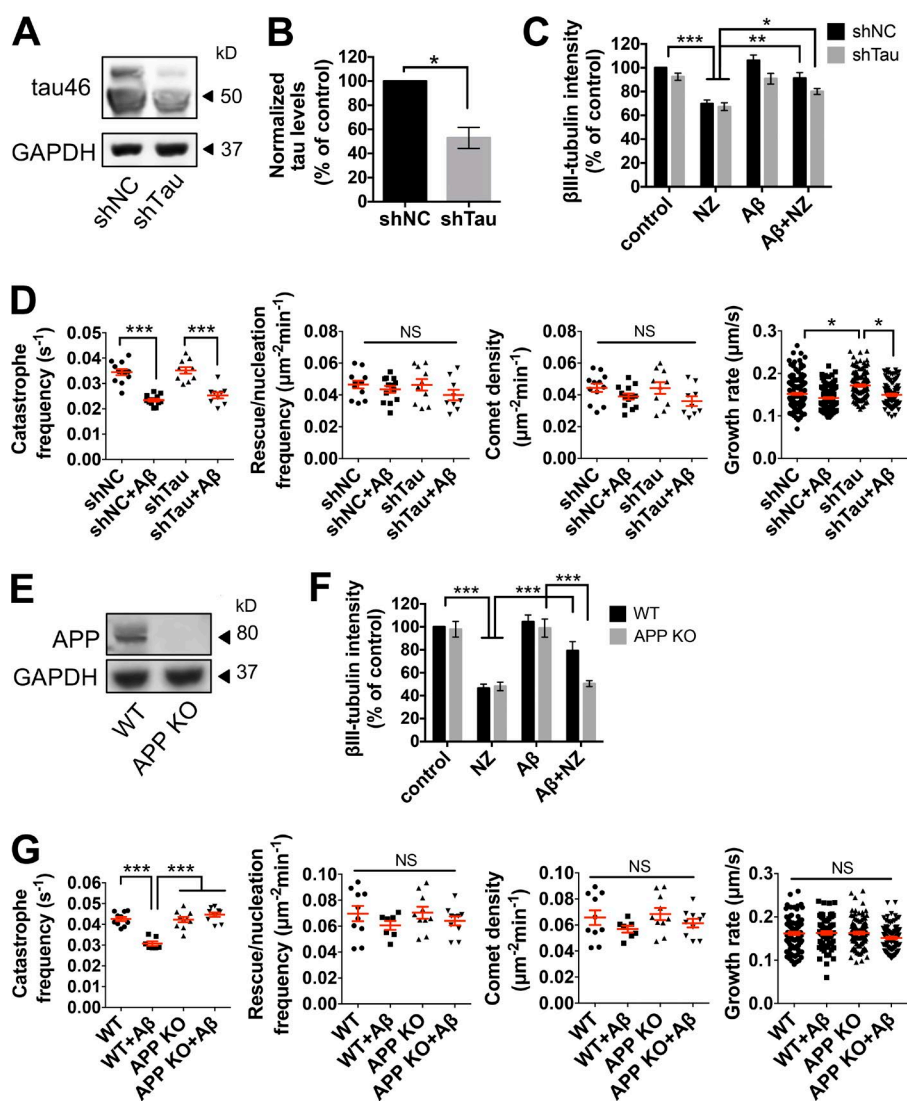 A
kD
tau46
50
GAPDH
37
shNC
shTau
B
Normalized
tau levels
(% of control)
120
100
80
60
40
20
0
*
shNC
shTau
C
βIII-tubulin intensity
(% of control)
120
100
80
60
40
20
0
***
**
*
shNC
shTau
control
NZ
Aβ
Aβ+NZ
D
Catastrophe
frequency (s-1)
0.05
0.04
0.03
0.02
0.01
0.00
***
***
shNC
shNC+Aβ
shTau
shTau+Aβ
Rescue/nucleation
frequency (µm-2min-1)
0.08
0.06
0.04
0.02
0.00
NS
shNC
shNC+Aβ
shTau
shTau+Aβ
Comet density
(µm-2min-1)
0.08
0.06
0.04
0.02
0.00
NS
shNC
shNC+Aβ
shTau
shTau+Aβ
Growth rate (µm/s)
0.3
0.2
0.1
0.0
*
*
shNC
shNC+Aβ
shTau
shTau+Aβ
E
kD
APP
80
GAPDH
37
WT
APP KO
F
βIII-tubulin intensity
(% of control)
120
100
80
60
40
20
0
***
***
***
WT
APP KO
control
NZ
Aβ
Aβ+NZ
G
Catastrophe
frequency (s-1)
0.06
0.05
0.04
0.03
0.02
0.01
0.00
***
***
WT
WT+Aβ
APP KO
APP KO+Aβ
Rescue/nucleation
frequency (µm-2min-1)
0.10
0.08
0.06
0.04
0.02
0.00
NS
WT
WT+Aβ
APP KO
APP KO+Aβ
Comet density
(µm-2min-1)
0.10
0.08
0.06
0.04
0.02
0.00
NS
WT
WT+Aβ
APP KO
APP KO+Aβ
Growth rate (µm/s)
0.3
0.2
0.1
0.0
NS
WT
WT+Aβ
APP KO
APP KO+Aβ